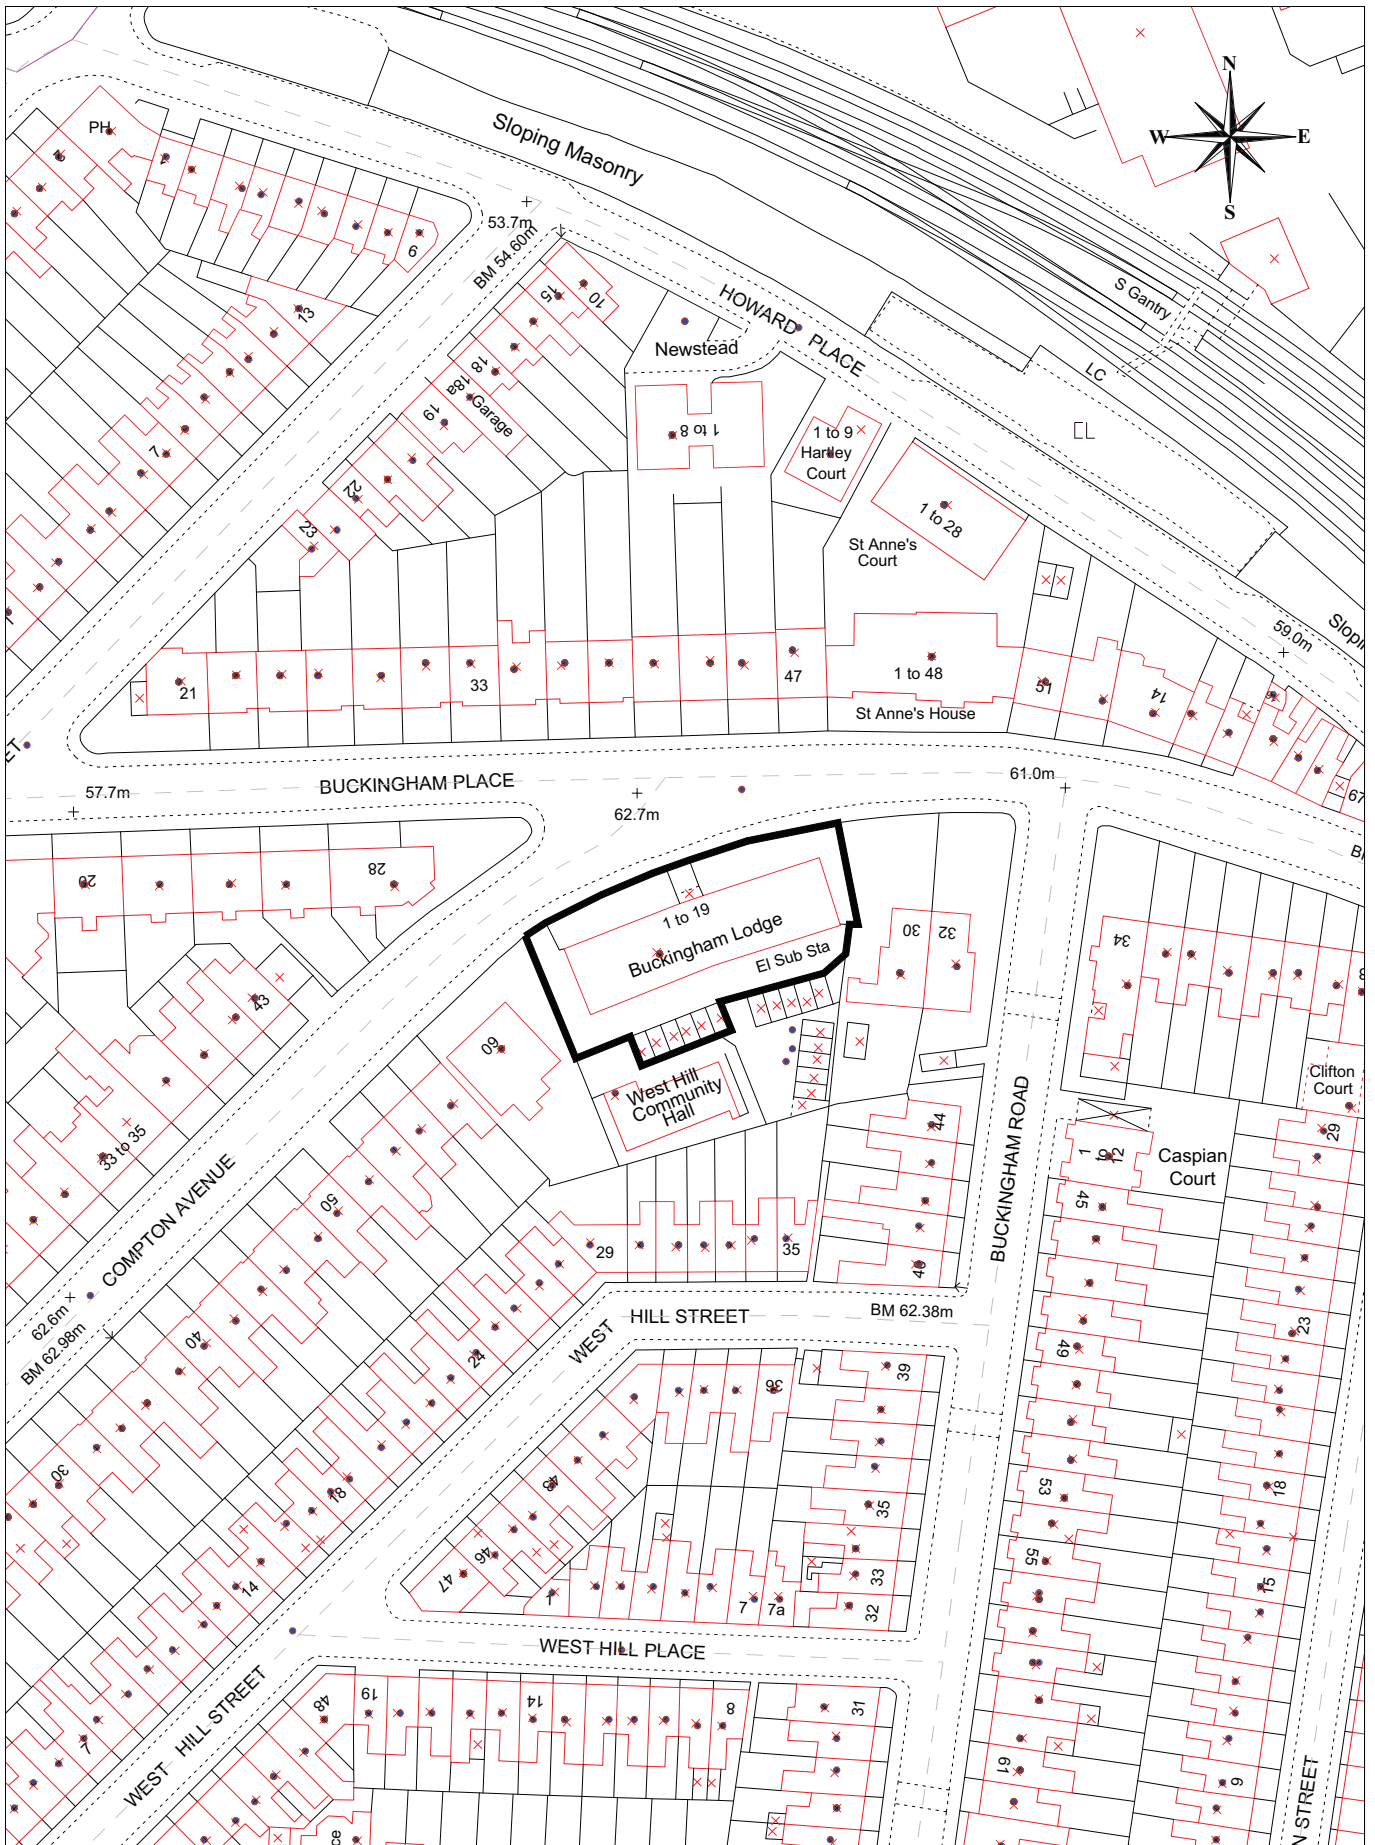 N
W
E
S
PH
Sloping Masonry
53.7m
BM 54.60m
6
13
15
10
HOWARD PLACE
S Gantry
Newstead
LC
18
18a
Garage
19
1 to 8
1 to 9
Hartley
Court
7
22
23
1 to 28
St Anne's
Court
59.0m
21
33
47
1 to 48
51
14
St Anne's House
67
BUCKINGHAM PLACE
57.7m
62.7m
61.0m
20
28
1 to 19
Buckingham Lodge
El Sub Sta
30
32
34
43
60
West Hill
Community
Hall
Clifton
Court
33 to 35
44
29
1
to
12
Caspian
Court
COMPTON AVENUE
50
45
BUCKINGHAM ROAD
29
35
46
62.6m
BM 62.98m
40
24
WEST HILL STREET
BM 62.38m
23
49
36
39
30
18
43
53
18
35
46
47
55
14
33
15
1
7
7a
32
WEST HILL PLACE
WEST HILL STREET
7
48
19
14
8
31
61
9
STREET